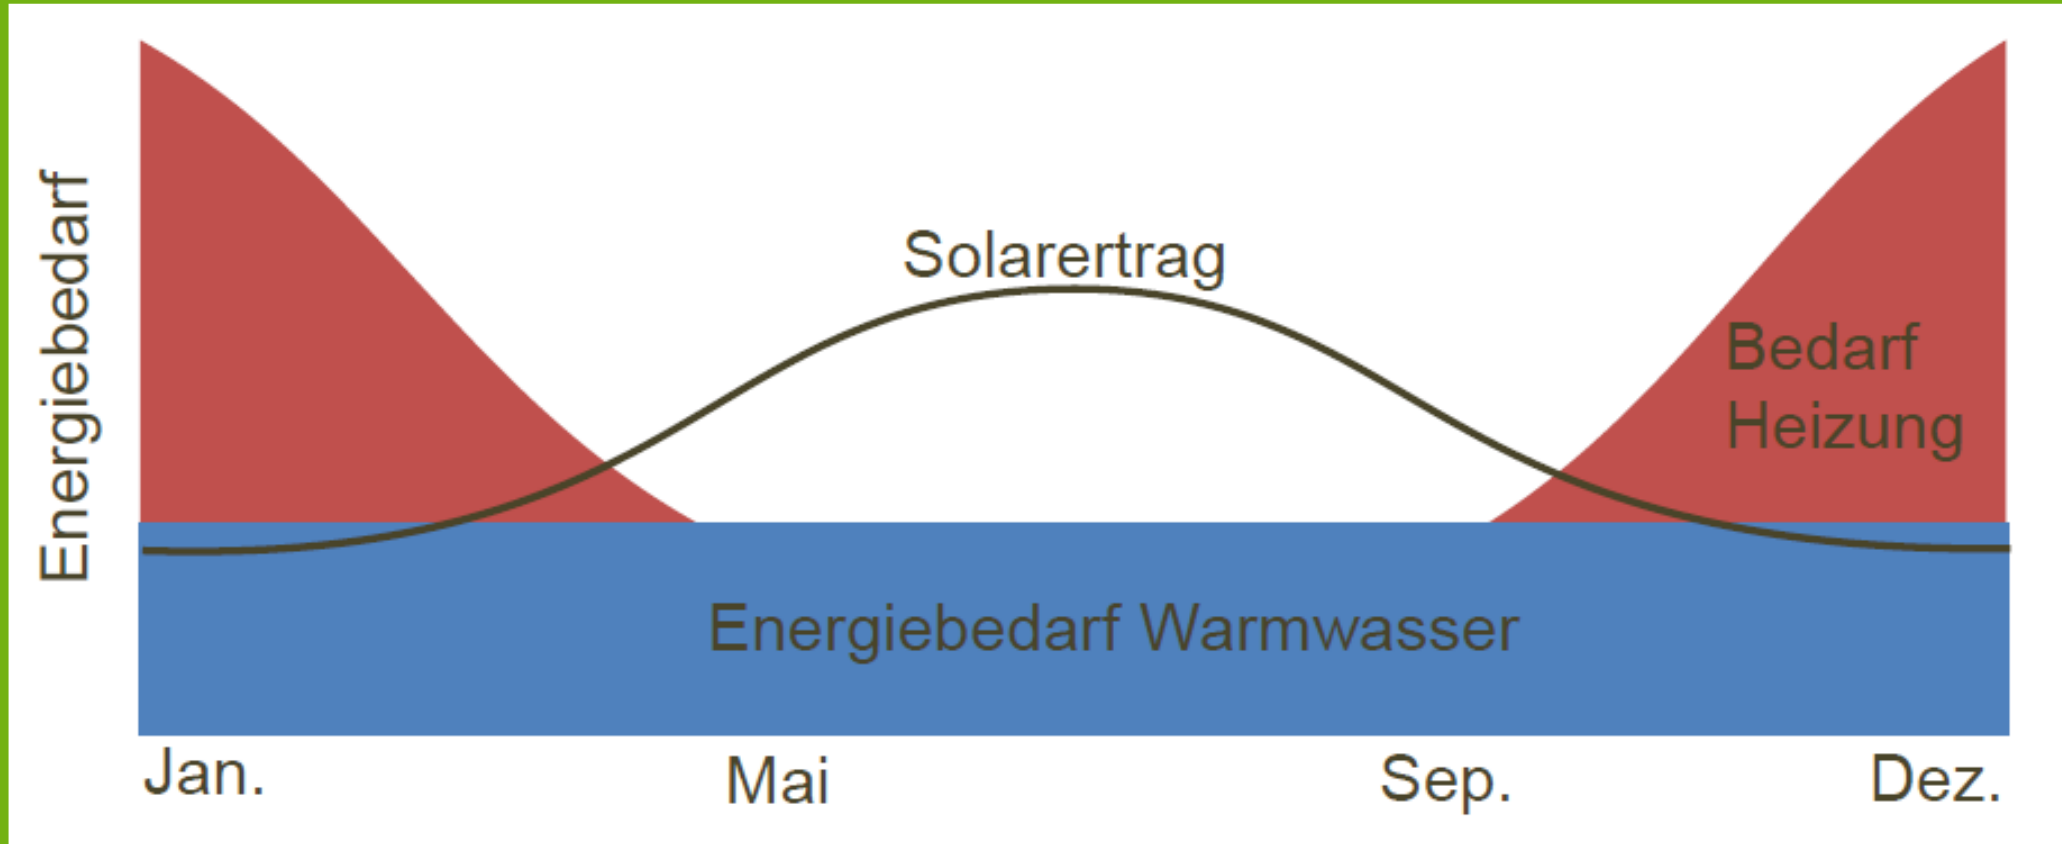 Energiebedarf
Solarertrag
Bedarf
Heizung
Energiebedarf Warmwasser
Jan.
Mai
Sep.
Dez.